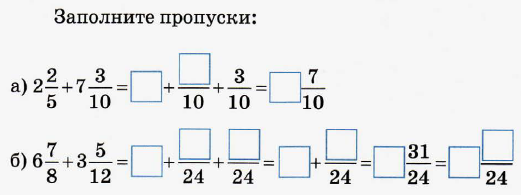 Заполните пропуски:
а) 2 2/5 + 7 3/10 = □ + □/10 + 3/10 = □ 7/10
б) 6 7/8 + 3 5/12 = □ + □/24 + □/24 = □ + □/24 = □ 31/24 = □ □/24